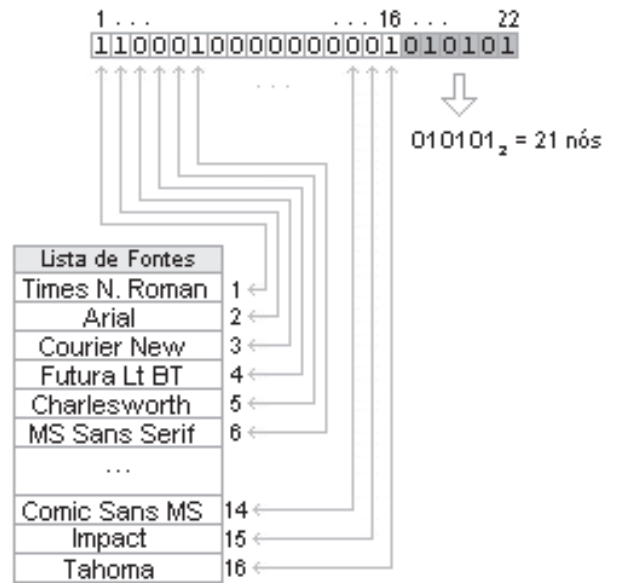 1 . . . . . . 16 . . . 22
1100010000000001010101
. . .
010101₂ = 21 nós
Lista de Fontes
Times N. Roman 1
Arial 2
Courier New 3
Futura Lt BT 4
Charlesworth 5
MS Sans Serif 6
. . .
Comic Sans MS 14
Impact 15
Tahoma 16